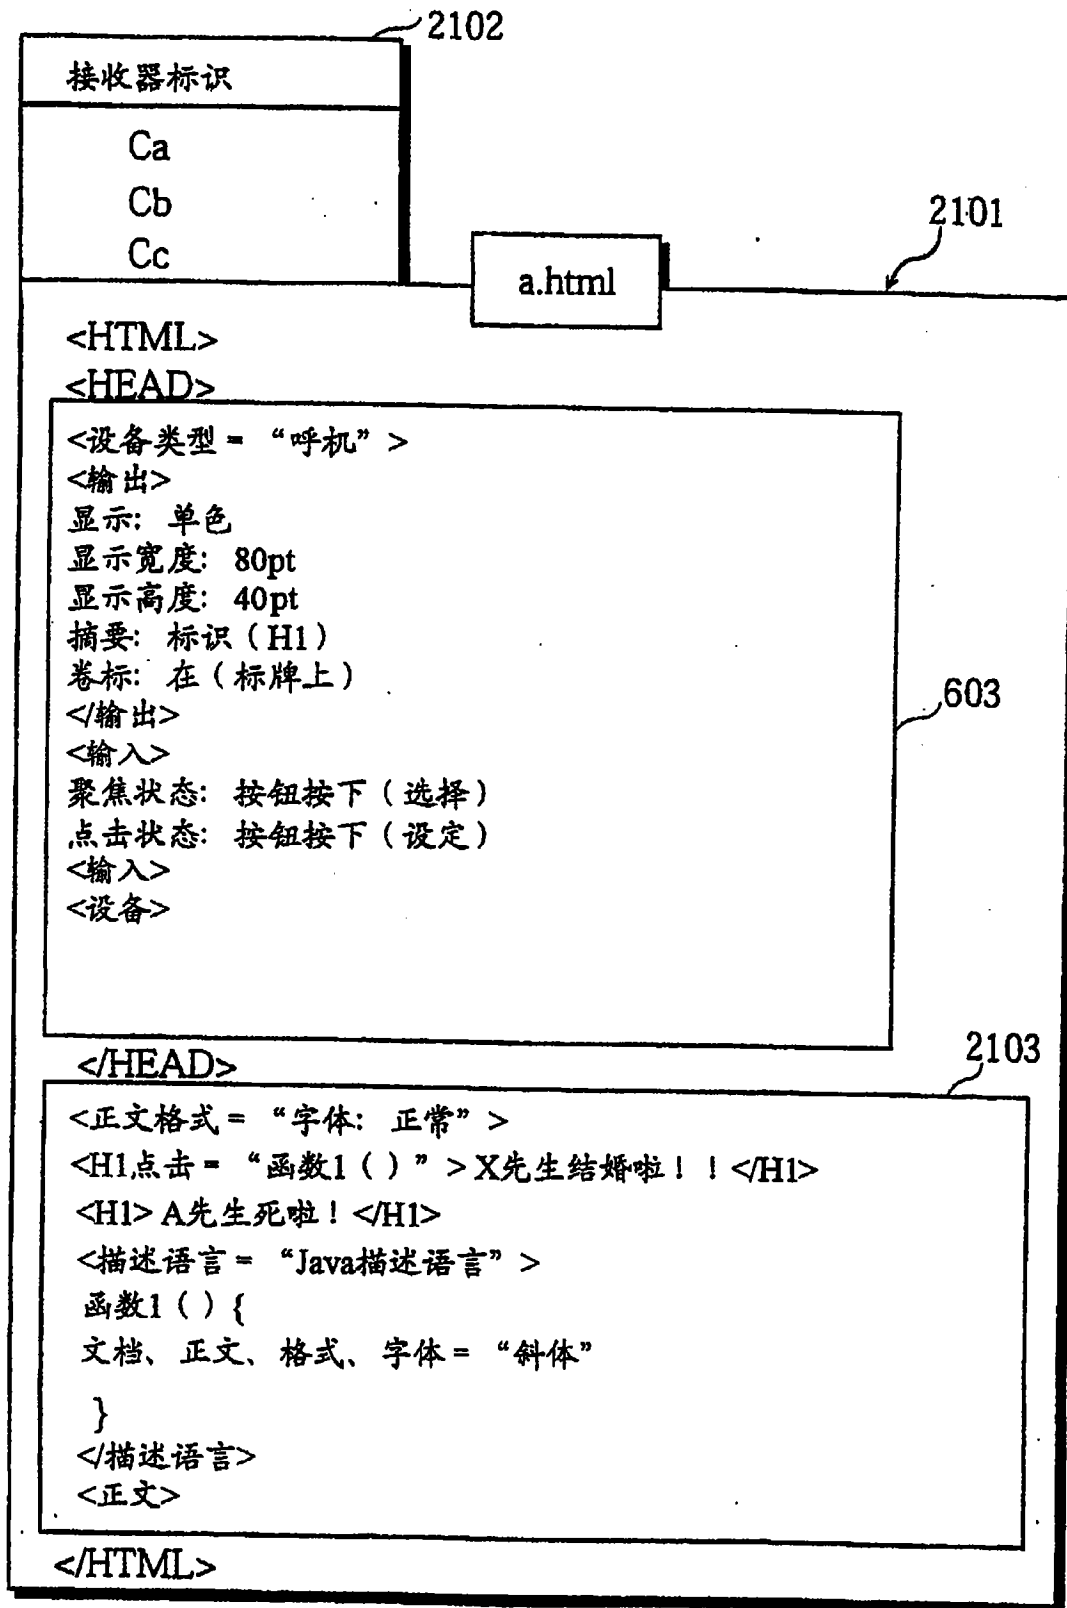 2102
接收器标识
Ca
Cb
Cc
2101
a.html
<HTML>
<HEAD>
<设备类型=“呼机”>
<输出>
显示: 单色
显示宽度: 80pt
显示高度: 40pt
摘要: 标识(H1)
卷标: 在(标牌上)
</输出>
603
<输入>
聚焦状态: 按钮按下(选择)
点击状态: 按钮按下(设定)
<输入>
<设备>
</HEAD>
2103
<正文格式=“字体: 正常”>
<H1点击=“函数1()”>X先生结婚啦!!</H1>
<H1>A先生死啦!</H1>
<描述语言=“Java描述语言”>
函数1(){
文档、正文、格式、字体=“斜体”
}
</描述语言>
<正文>
</HTML>